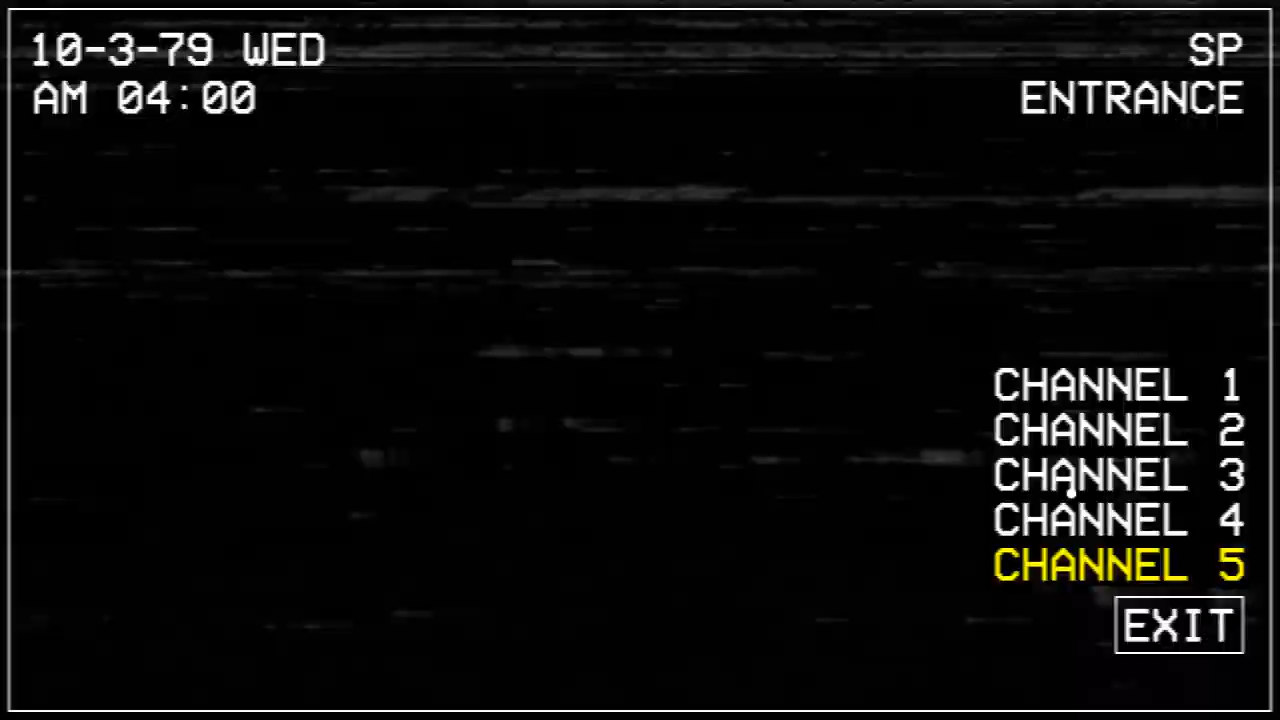 10-3-79 WED
AM 04:00
SP
ENTRANCE
CHANNEL 1
CHANNEL 2
CHANNEL 3
CHANNEL 4
CHANNEL 5
EXIT